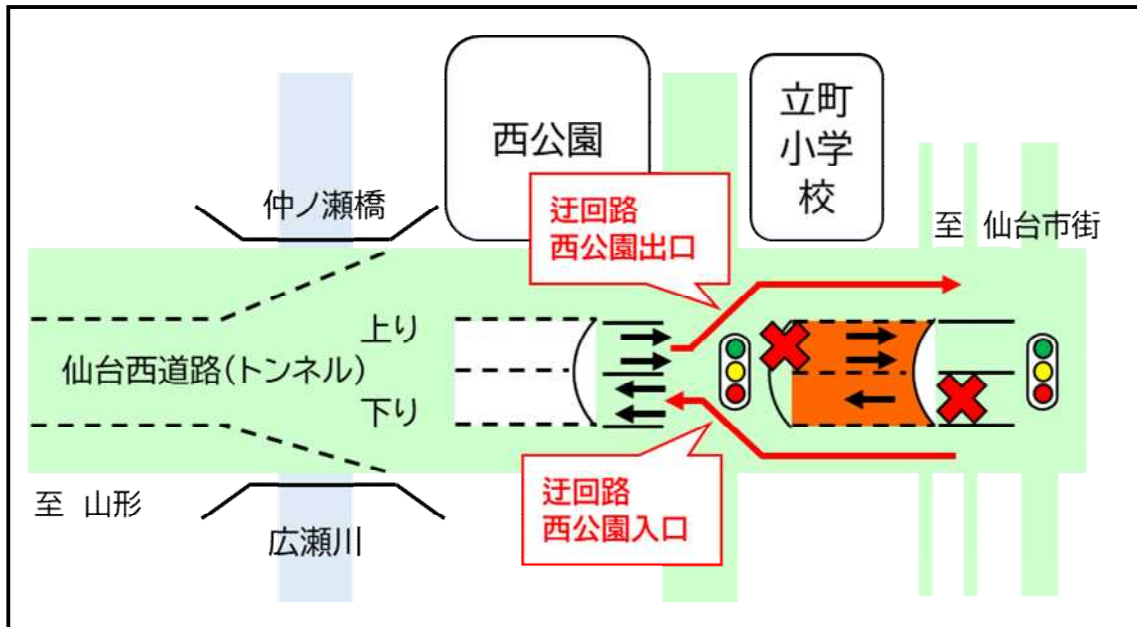 西公園
立町
小学
校
仲ノ瀬橋
迂回路
西公園出口
至 仙台市街
上り
仙台西道路(トンネル)
下り
迂回路
西公園入口
至 山形
広瀬川